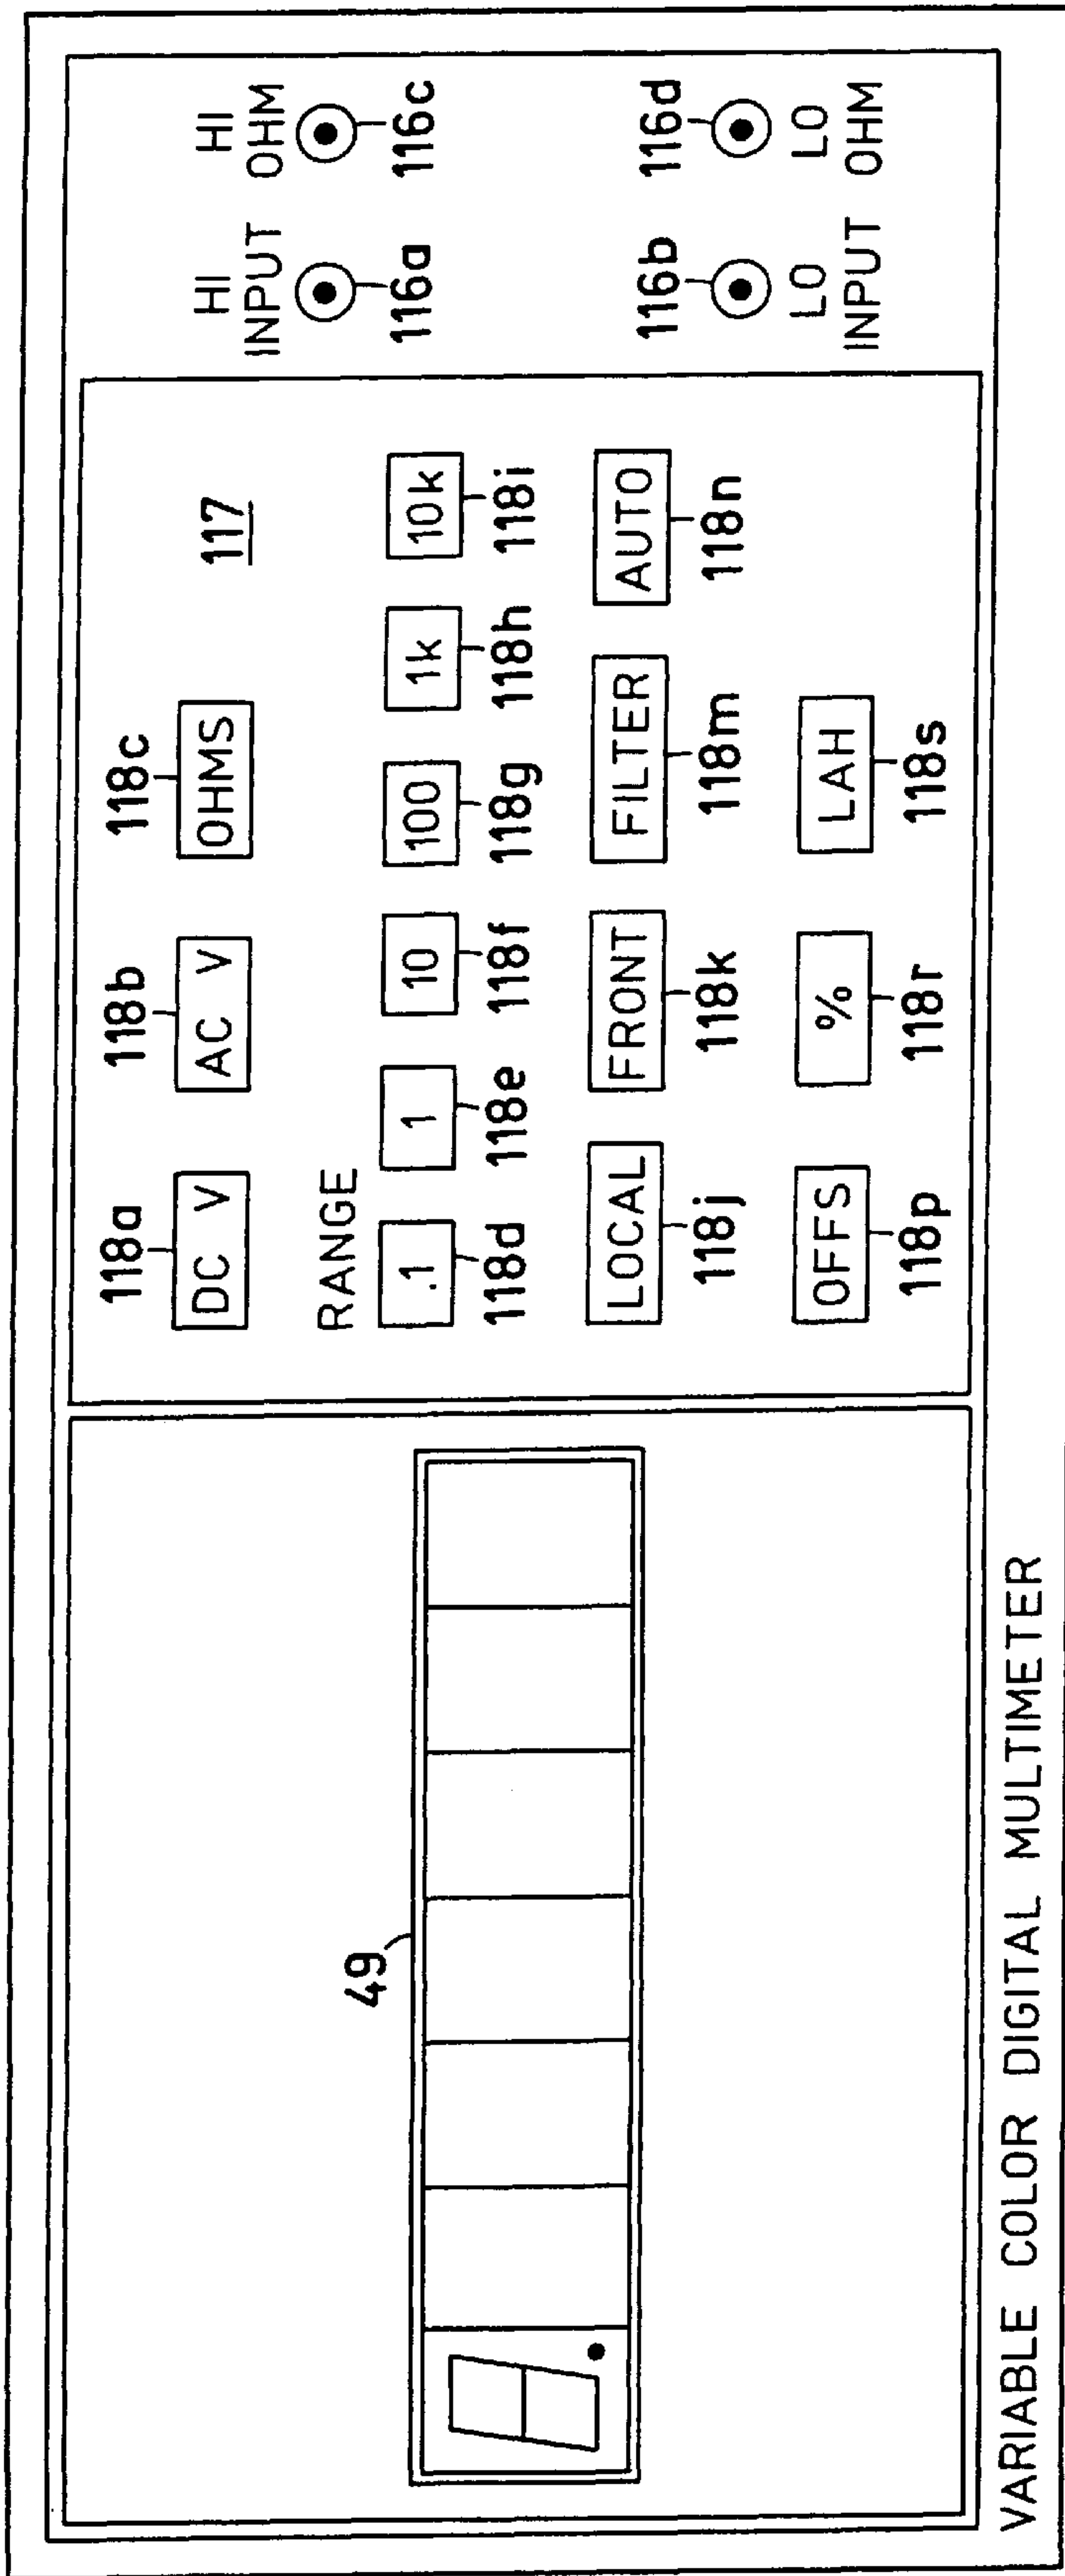 118a 118b 118c
DC V AC V OHMS
117
RANGE
.1 1 10 100 1k 10k
118d 118e 118f 118g 118h 118i
LOCAL FRONT FILTER AUTO
118j 118k 118m 118n
OFFS % LAH
118p 118r 118s
49
HI
INPUT
116a
HI
OHM
116c
116b
LO
INPUT
116d
LO
OHM
VARIABLE COLOR DIGITAL MULTIMETER